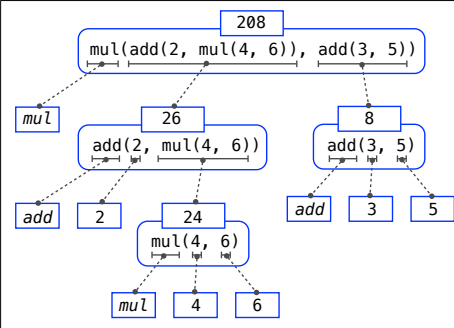 208
mul(add(2, mul(4, 6)), add(3, 5))
mul
26
8
add(2, mul(4, 6))
add(3, 5)
add
2
24
add
3
5
mul(4, 6)
mul
4
6